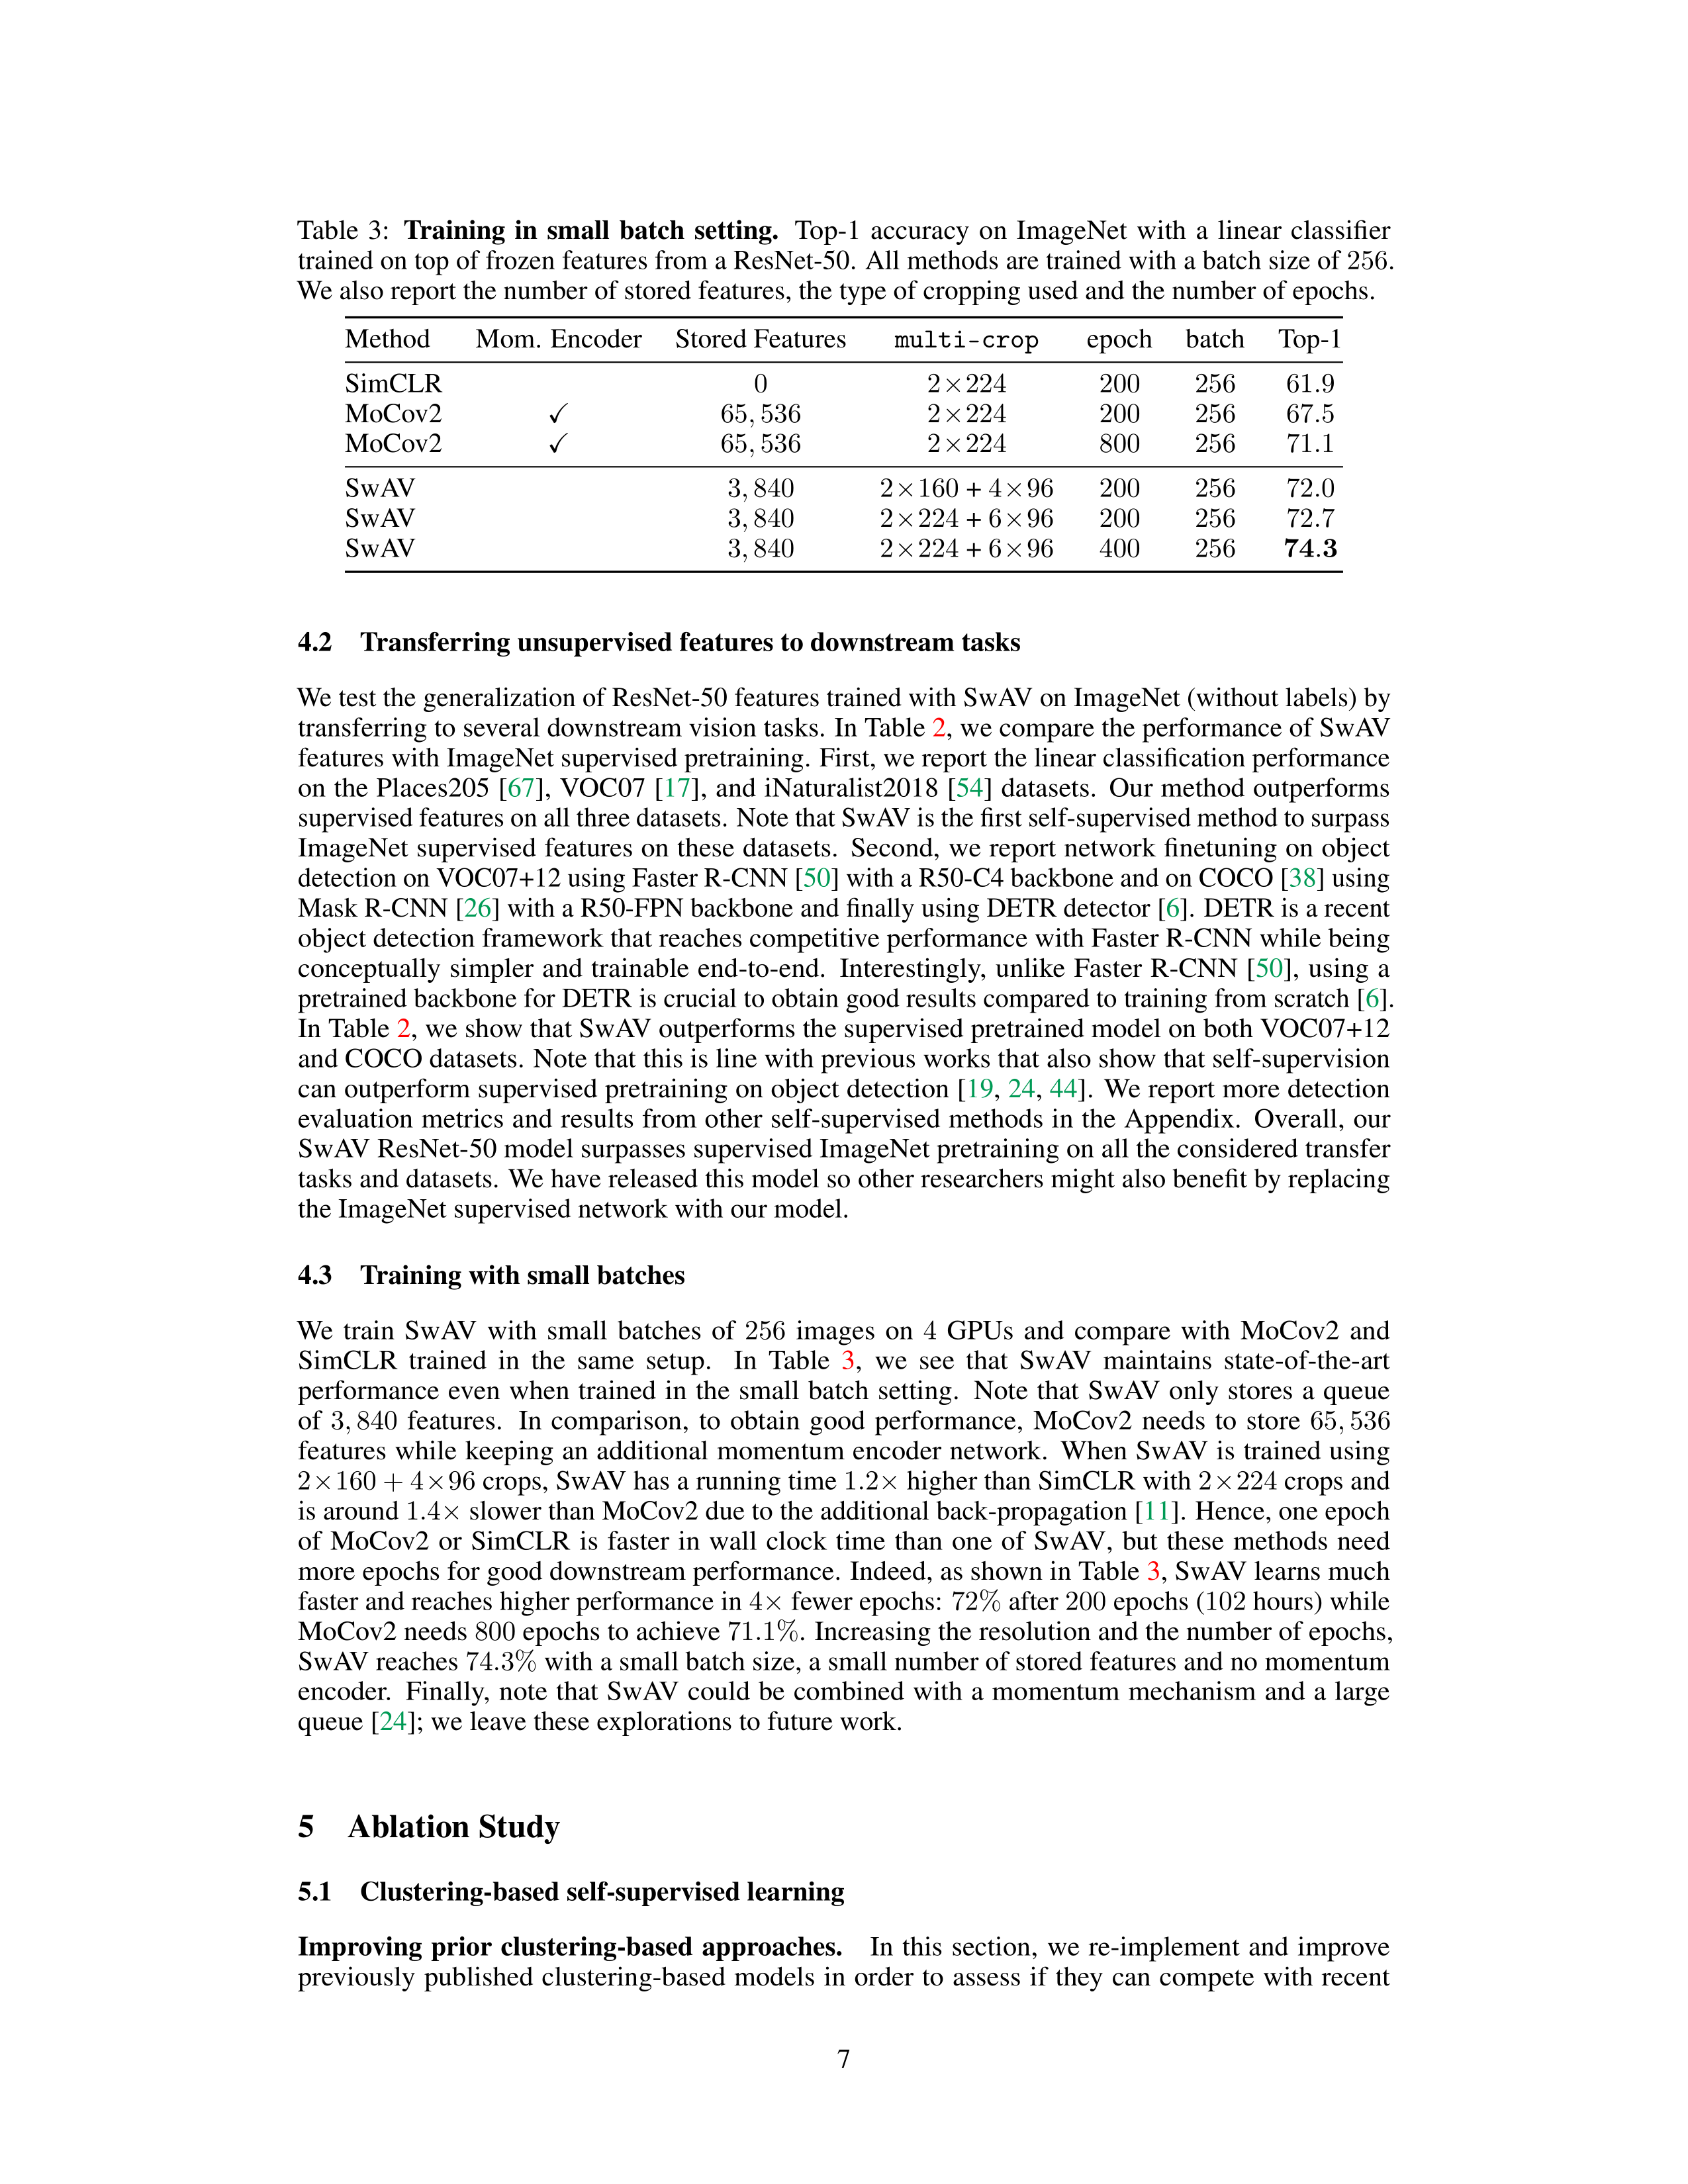 Table 3: Training in small batch setting. Top-1 accuracy on ImageNet with a linear classifier
trained on top of frozen features from a ResNet-50. All methods are trained with a batch size of 256.
We also report the number of stored features, the type of cropping used and the number of epochs.
Method Mom. Encoder Stored Features multi-crop epoch batch Top-1
SimCLR 0 2×224 200 256 61.9
MoCov2 ✓ 65,536 2×224 200 256 67.5
MoCov2 ✓ 65,536 2×224 800 256 71.1
SwAV 3,840 2×160 + 4×96 200 256 72.0
SwAV 3,840 2×224 + 6×96 200 256 72.7
SwAV 3,840 2×224 + 6×96 400 256 74.3
4.2 Transferring unsupervised features to downstream tasks
We test the generalization of ResNet-50 features trained with SwAV on ImageNet (without labels) by
transferring to several downstream vision tasks. In Table 2, we compare the performance of SwAV
features with ImageNet supervised pretraining. First, we report the linear classification performance
on the Places205 [67], VOC07 [17], and iNaturalist2018 [54] datasets. Our method outperforms
supervised features on all three datasets. Note that SwAV is the first self-supervised method to surpass
ImageNet supervised features on these datasets. Second, we report network finetuning on object
detection on VOC07+12 using Faster R-CNN [50] with a R50-C4 backbone and on COCO [38] using
Mask R-CNN [26] with a R50-FPN backbone and finally using DETR detector [6]. DETR is a recent
object detection framework that reaches competitive performance with Faster R-CNN while being
conceptually simpler and trainable end-to-end. Interestingly, unlike Faster R-CNN [50], using a
pretrained backbone for DETR is crucial to obtain good results compared to training from scratch [6].
In Table 2, we show that SwAV outperforms the supervised pretrained model on both VOC07+12
and COCO datasets. Note that this is line with previous works that also show that self-supervision
can outperform supervised pretraining on object detection [19, 24, 44]. We report more detection
evaluation metrics and results from other self-supervised methods in the Appendix. Overall, our
SwAV ResNet-50 model surpasses supervised ImageNet pretraining on all the considered transfer
tasks and datasets. We have released this model so other researchers might also benefit by replacing
the ImageNet supervised network with our model.
4.3 Training with small batches
We train SwAV with small batches of 256 images on 4 GPUs and compare with MoCov2 and
SimCLR trained in the same setup. In Table 3, we see that SwAV maintains state-of-the-art
performance even when trained in the small batch setting. Note that SwAV only stores a queue
of 3,840 features. In comparison, to obtain good performance, MoCov2 needs to store 65,536
features while keeping an additional momentum encoder network. When SwAV is trained using
2×160 + 4×96 crops, SwAV has a running time 1.2× higher than SimCLR with 2×224 crops and
is around 1.4× slower than MoCov2 due to the additional back-propagation [11]. Hence, one epoch
of MoCov2 or SimCLR is faster in wall clock time than one of SwAV, but these methods need
more epochs for good downstream performance. Indeed, as shown in Table 3, SwAV learns much
faster and reaches higher performance in 4× fewer epochs: 72% after 200 epochs (102 hours) while
MoCov2 needs 800 epochs to achieve 71.1%. Increasing the resolution and the number of epochs,
SwAV reaches 74.3% with a small batch size, a small number of stored features and no momentum
encoder. Finally, note that SwAV could be combined with a momentum mechanism and a large
queue [24]; we leave these explorations to future work.
5 Ablation Study
5.1 Clustering-based self-supervised learning
Improving prior clustering-based approaches. In this section, we re-implement and improve
previously published clustering-based models in order to assess if they can compete with recent
7